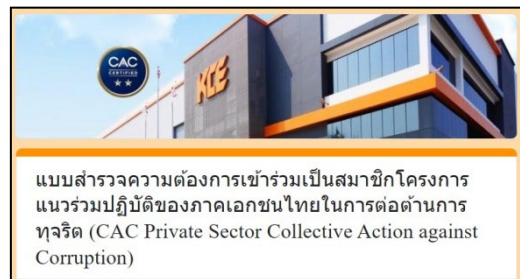 CAC
CERTIFIED
KCE
แบบสำรวจความต้องการเข้าร่วมเป็นสมาชิกโครงการ
แนวร่วมปฏิบัติของภาคเอกชนไทยในการต่อต้านการ
ทุจริต (CAC Private Sector Collective Action against
Corruption)